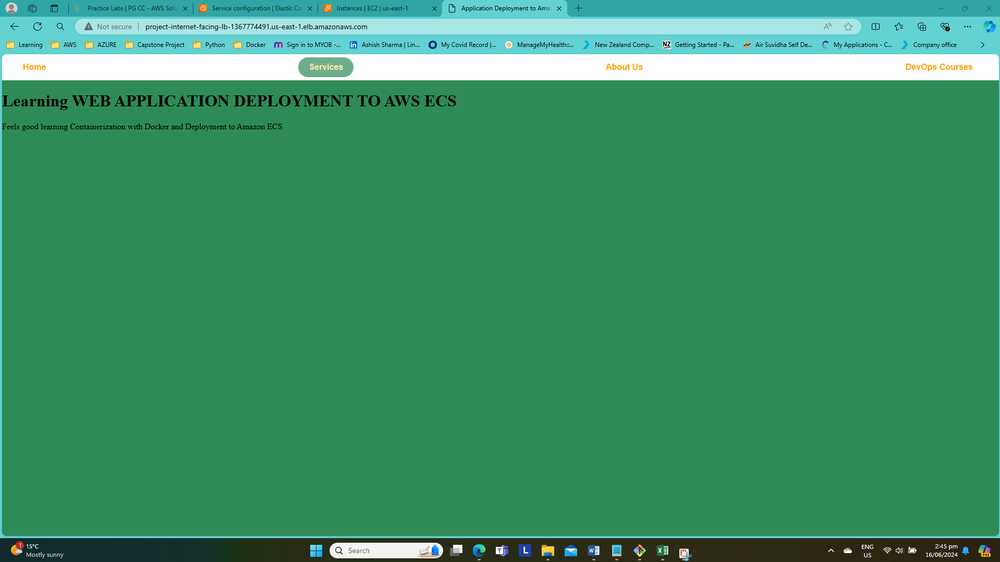 Practice Labs | PG CC - AWS Solu
Service configuration | Elastic Co
Instances | EC2 | us-east-1
Application Deployment to Ama
Not secure
project-internet-facing-lb-1367774491.us-east-1.elb.amazonaws.com
Learning
AWS
AZURE
Capstone Project
Python
Docker
Sign in to MYOB -...
Ashish Sharma | Lin...
My Covid Record |...
ManageMyHealth::...
New Zealand Comp...
NZ
Getting Started - Pa...
Air Suvidha Self De...
My Applications - C...
Company office
Home
Services
About Us
DevOps Courses
Learning WEB APPLICATION DEPLOYMENT TO AWS ECS
Feels good learning Containerization with Docker and Deployment to Amazon ECS
1
15°C
Mostly sunny
Search
L
ENG
US
2:45 pm
16/06/2024
PRE